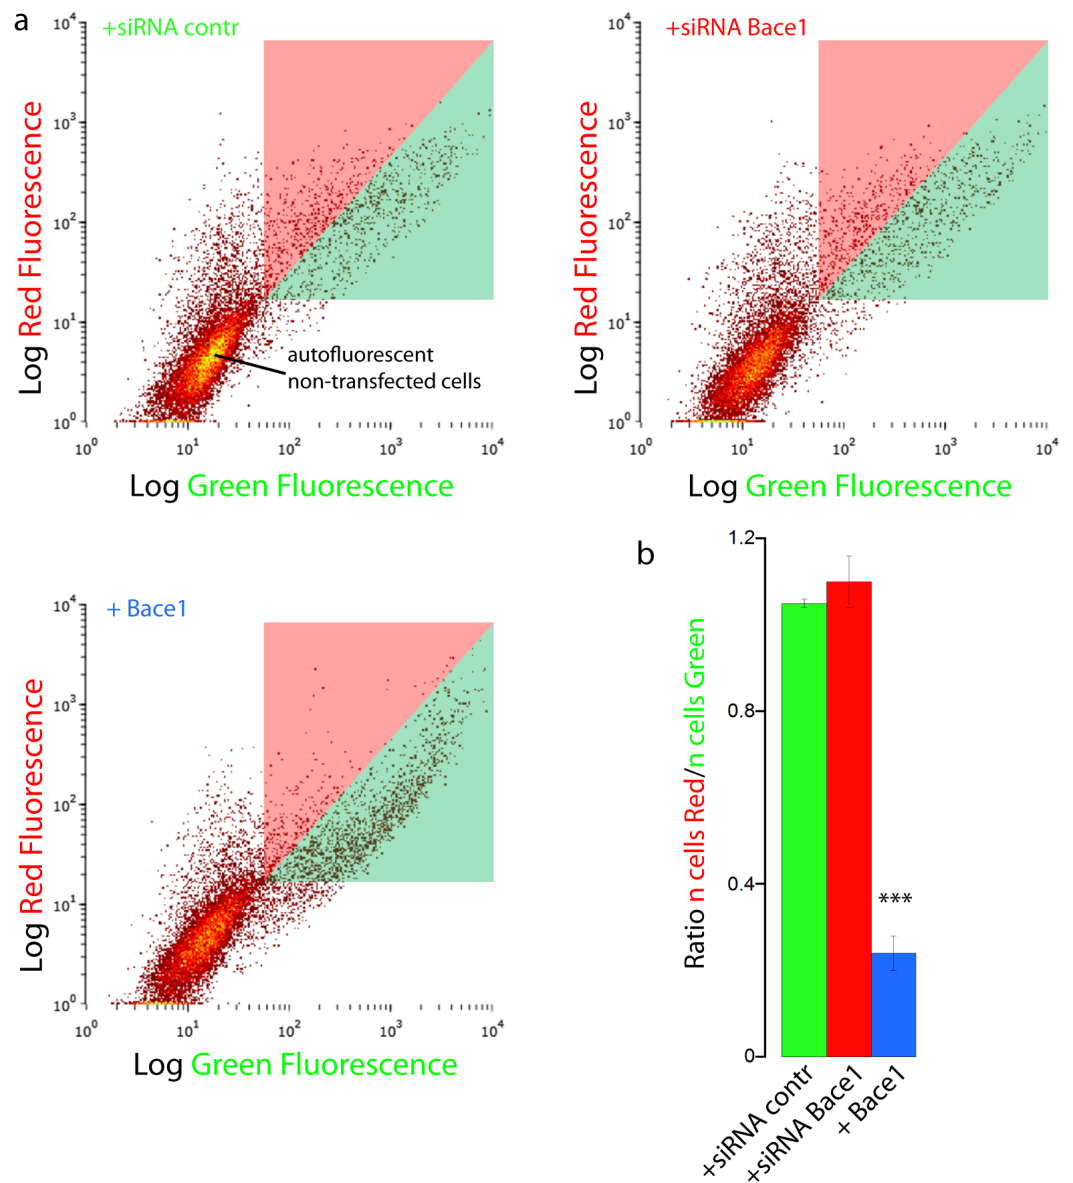 a
+siRNA contr
10⁴
10³
10²
10¹
10⁰
Log Red Fluorescence
autofluorescent
non-transfected cells
10⁰ 10¹ 10² 10³ 10⁴
Log Green Fluorescence
+siRNA Bace1
10⁴
10³
10²
10¹
10⁰
Log Red Fluorescence
10⁰ 10¹ 10² 10³ 10⁴
Log Green Fluorescence
+ Bace1
10⁴
10³
10²
10¹
10⁰
Log Red Fluorescence
10⁰ 10¹ 10² 10³ 10⁴
Log Green Fluorescence
b
1.2
0.8
0.4
0
Ratio n cells Red/n cells Green
***
+siRNA contr
+siRNA Bace1
+ Bace1